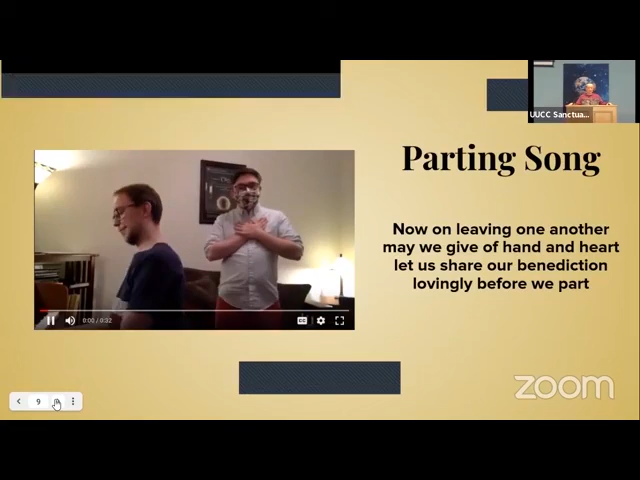 UUCC Sanctua...
Parting Song
Now on leaving one another
may we give of hand and heart
let us share our benediction
lovingly before we part
0:00 / 0:32
CC
zoom
9